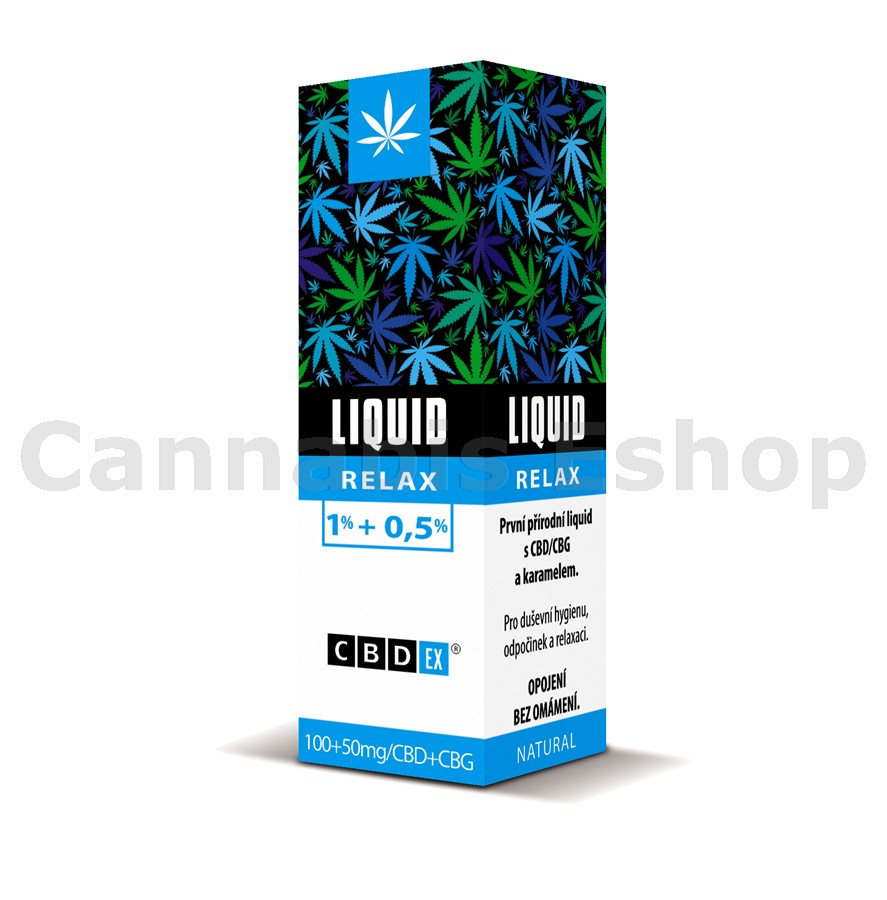 LIQUID
RELAX
1% + 0,5%
CBDEX®
100+50mg/CBD+CBG
LIQUID
RELAX
První přírodní liquid
s CBD/CBG
a karamelem.
Pro duševní hygienu,
odpočinek a relaxaci.
OPOJENÍ
BEZ OMÁMENÍ.
NATURAL
Cannabis Eshop